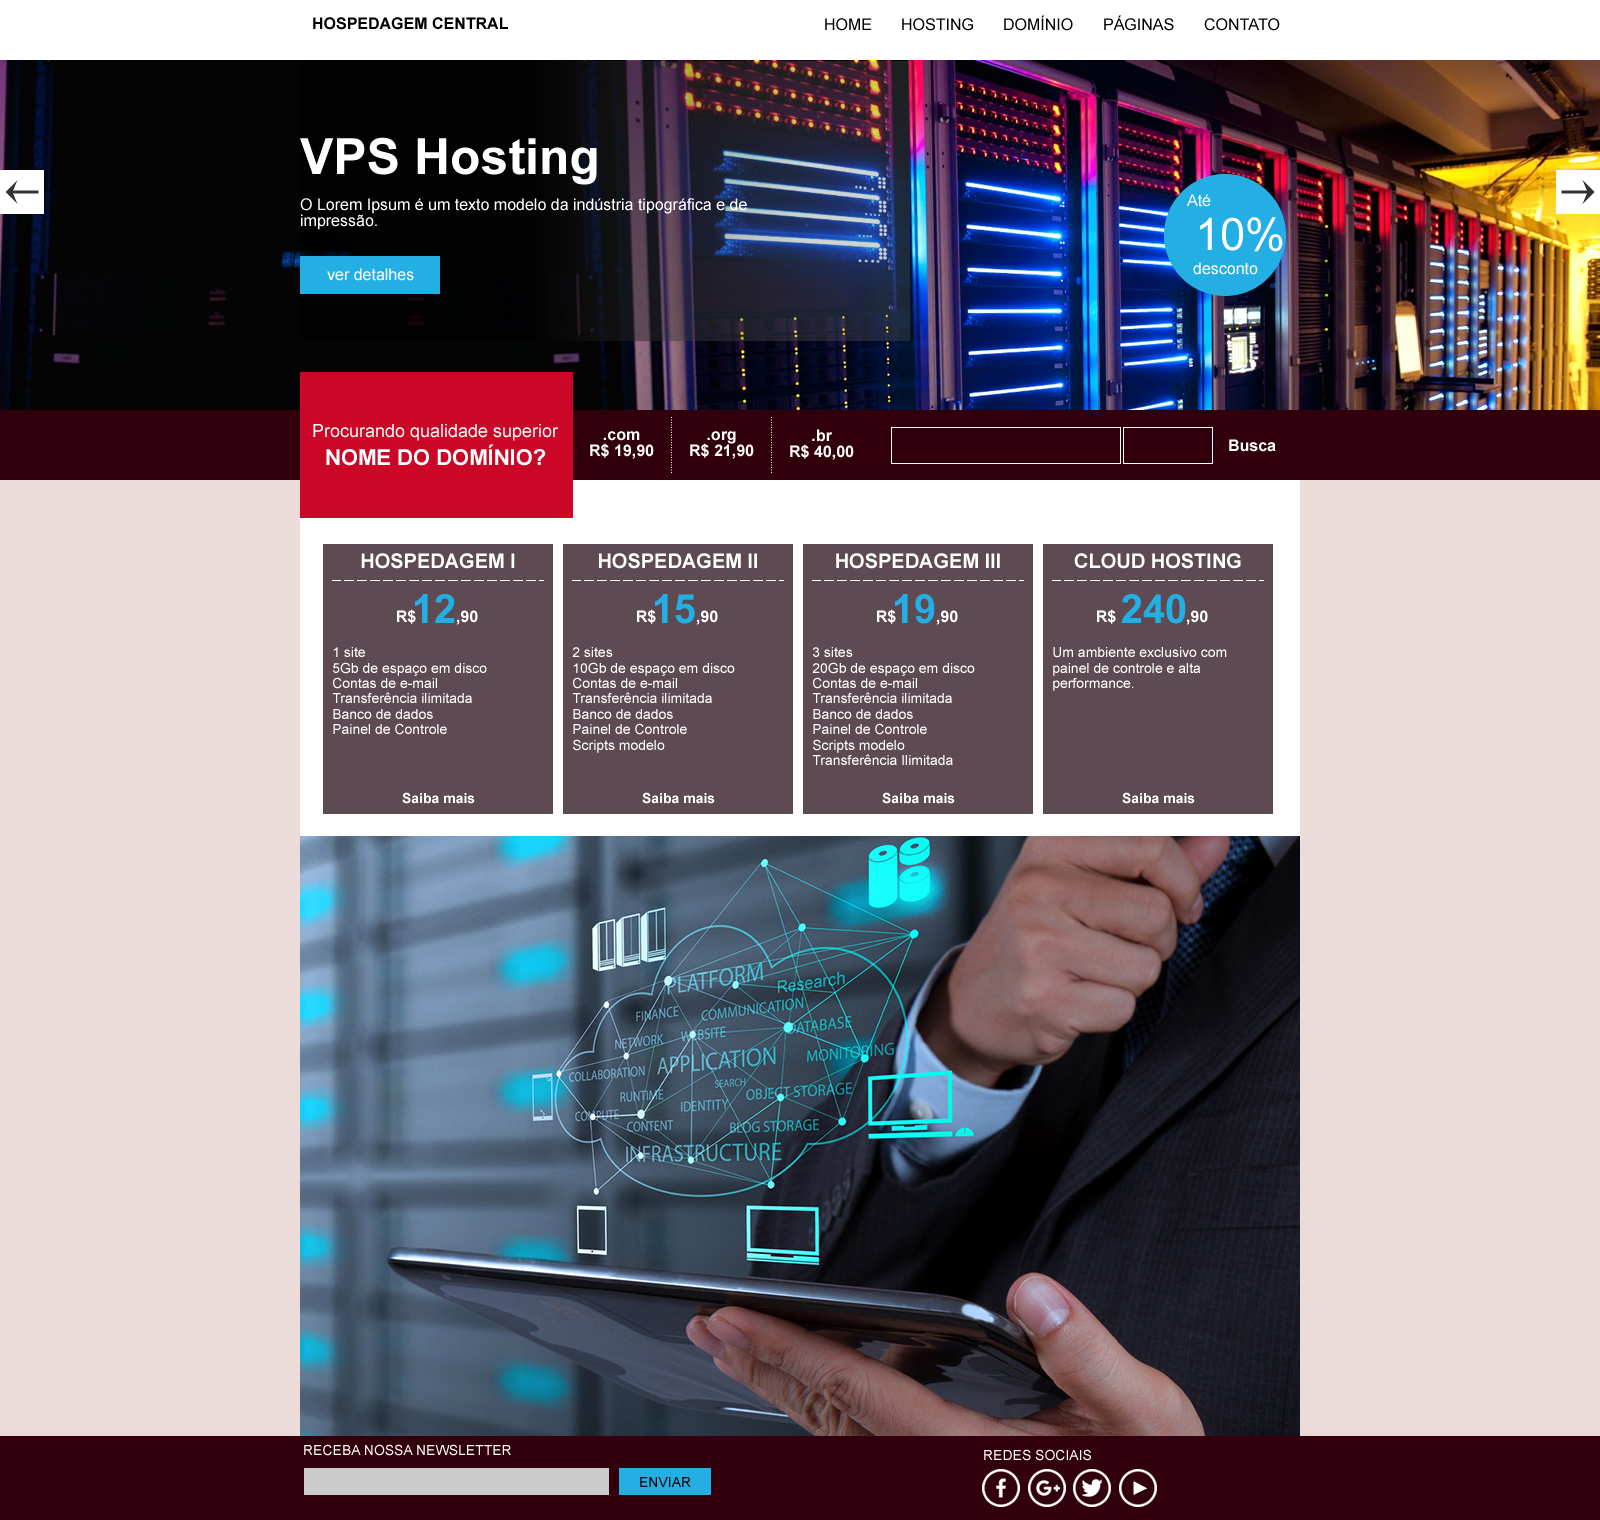 HOSPEDAGEM CENTRAL
HOME HOSTING DOMÍNIO PÁGINAS CONTATO
VPS Hosting
O Lorem Ipsum é um texto modelo da indústria tipográfica e de
impressão.
ver detalhes
Até
10%
desconto
Procurando qualidade superior
NOME DO DOMÍNIO?
.com
R$ 19,90
.org
R$ 21,90
.br
R$ 40,00
Busca
HOSPEDAGEM I
R$12,90
1 site
5Gb de espaço em disco
Contas de e-mail
Transferência ilimitada
Banco de dados
Painel de Controle
Saiba mais
HOSPEDAGEM II
R$15,90
2 sites
10Gb de espaço em disco
Contas de e-mail
Transferência ilimitada
Banco de dados
Painel de Controle
Scripts modelo
Saiba mais
HOSPEDAGEM III
R$19,90
3 sites
20Gb de espaço em disco
Contas de e-mail
Transferência ilimitada
Banco de dados
Painel de Controle
Scripts modelo
Transferência Ilimitada
Saiba mais
CLOUD HOSTING
R$ 240,90
Um ambiente exclusivo com
painel de controle e alta
performance.
Saiba mais
PLATFORM
Research
FINANCE
COMMUNICATION
NETWORK
WEBSITE
DATABASE
APPLICATION
MONITORING
COLLABORATION
SEARCH
RUNTIME
IDENTITY
OBJECT STORAGE
COMPUTE
CONTENT
BLOG STORAGE
INFRASTRUCTURE
RECEBA NOSSA NEWSLETTER
ENVIAR
REDES SOCIAIS